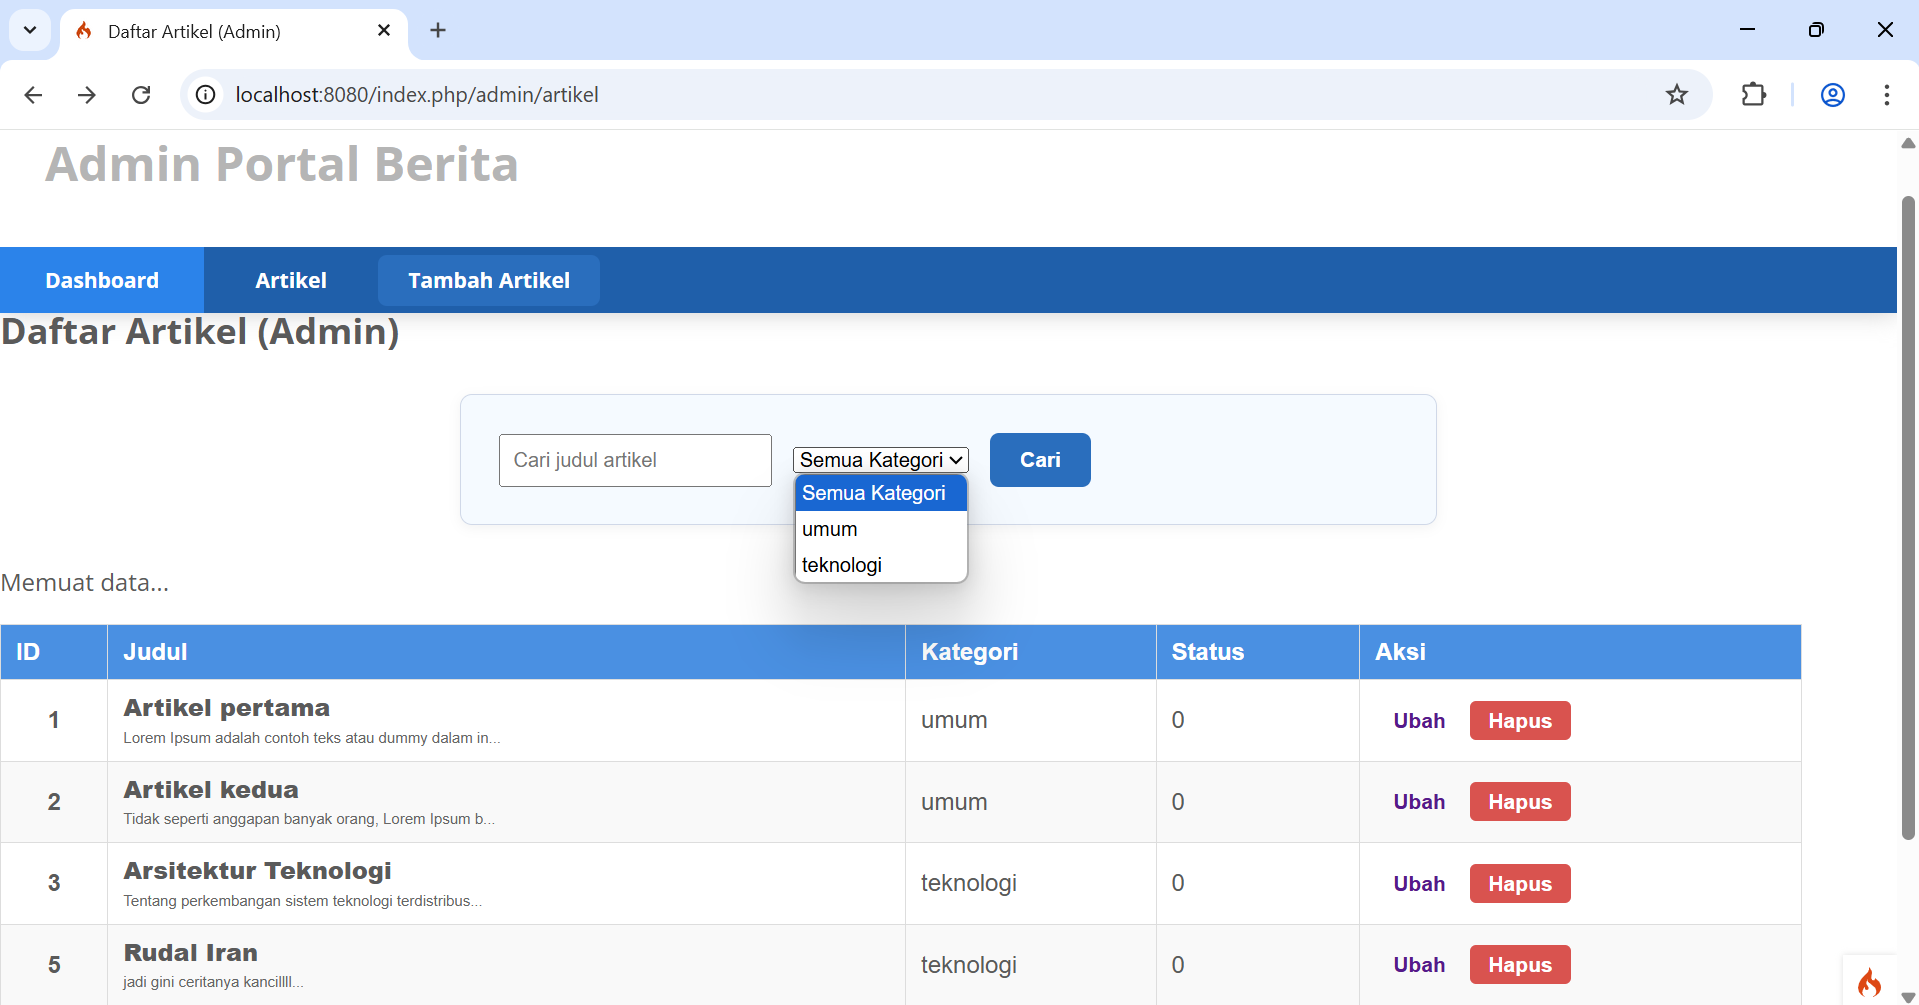 Daftar Artikel (Admin)
localhost:8080/index.php/admin/artikel
Admin Portal Berita
Dashboard Artikel Tambah Artikel
Daftar Artikel (Admin)
Cari judul artikel Semua Kategori Cari
Semua Kategori
umum
teknologi
Memuat data...
ID Judul Kategori Status Aksi
1 Artikel pertama umum 0 Ubah Hapus
Lorem Ipsum adalah contoh teks atau dummy dalam in...
2 Artikel kedua umum 0 Ubah Hapus
Tidak seperti anggapan banyak orang, Lorem Ipsum b...
3 Arsitektur Teknologi teknologi 0 Ubah Hapus
Tentang perkembangan sistem teknologi terdistribus...
5 Rudal Iran teknologi 0 Ubah Hapus
jadi gini ceritanya kancillll...